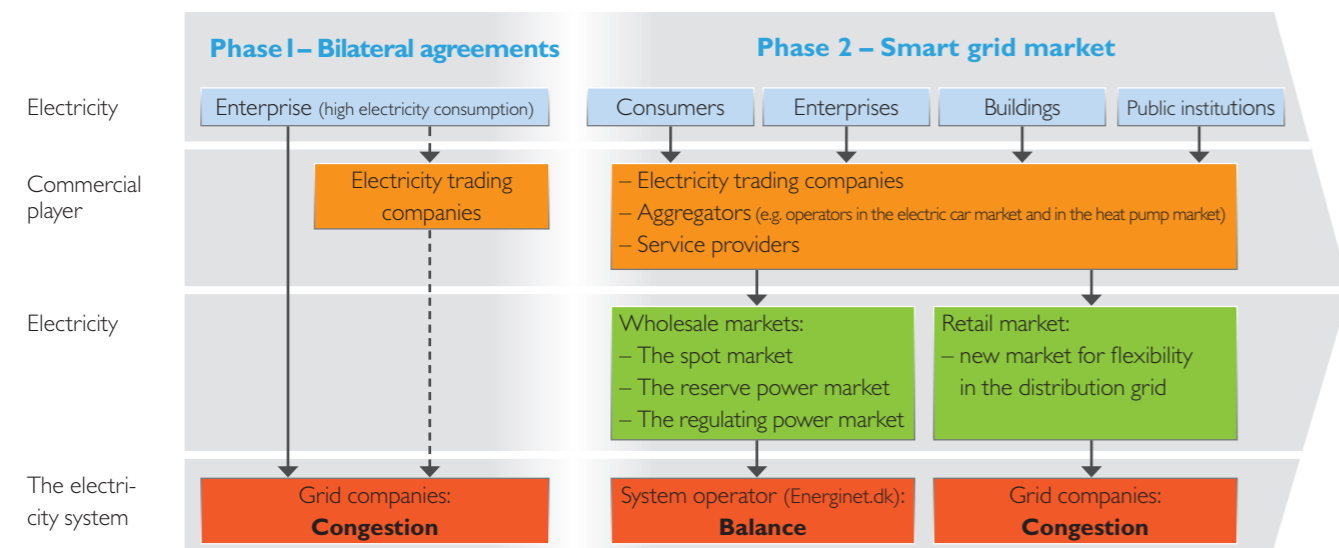 Phase 1– Bilateral agreements
Phase 2 – Smart grid market
Electricity
Enterprise (high electricity consumption)
Consumers
Enterprises
Buildings
Public institutions
Commercial
player
Electricity trading
companies
– Electricity trading companies
– Aggregators (e.g. operators in the electric car market and in the heat pump market)
– Service providers
Electricity
Wholesale markets:
– The spot market
– The reserve power market
– The regulating power market
Retail market:
– new market for flexibility
in the distribution grid
The electri-
city system
Grid companies:
Congestion
System operator (Energinet.dk):
Balance
Grid companies:
Congestion